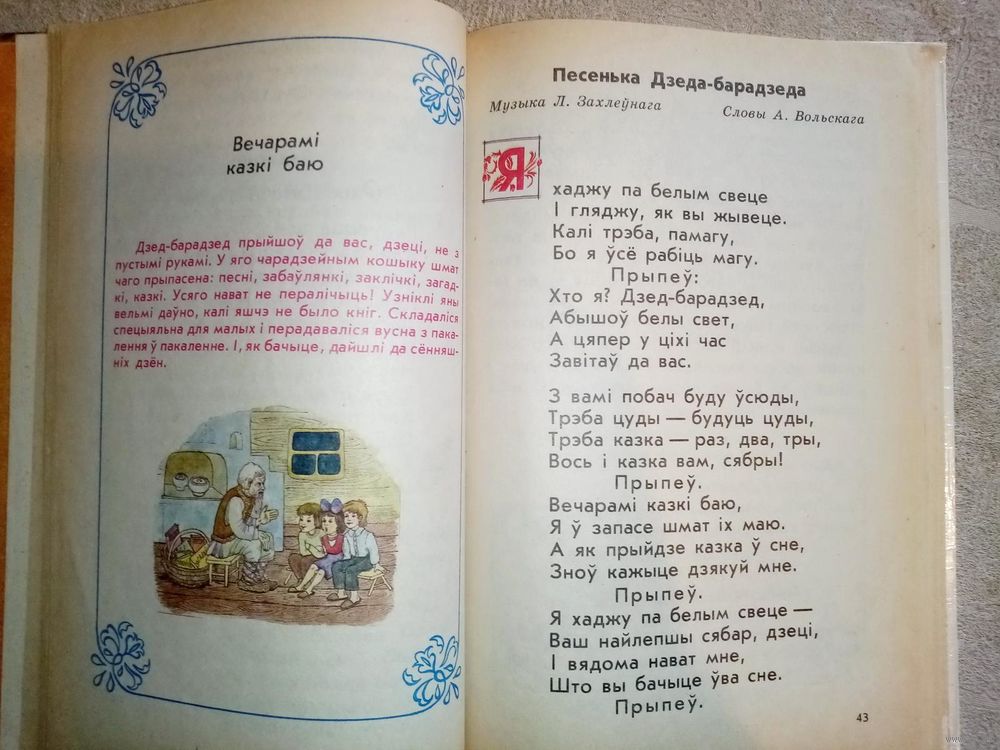 Вечарамі
казкі баю
Дзед-барадзед прыйшоў да вас, дзеці, не з
пустымі рукамі. У яго чарадзейным кошыку шмат
чаго прыпасена: песні, забаўлянкі, заклічкі, загад-
кі, казкі. Усяго нават не пералічыць! Узніклі яны
вельмі даўно, калі яшчэ не было кніг. Складаліся
спецыяльна для малых і перадаваліся вусна з пака-
лення ў пакаленне. І, як бачыце, дайшлі да сённяш-
ніх дзён.
Песенька Дзеда-барадзеда
Музыка Л. Захлеўнага
Словы А. Вольскага
Я хаджу па белым свеце
І гляджу, як вы жывеце.
Калі трэба, памагу,
Бо я ўсё рабіць магу.
Прыпеў:
Хто я? Дзед-барадзед,
Абышоў белы свет,
А цяпер у ціхі час
Завітаў да вас.
З вамі побач буду ўсюды,
Трэба цуды — будуць цуды,
Трэба казка — раз, два, тры,
Вось і казка вам, сябры!
Прыпеў.
Вечарамі казкі баю,
Я ў запасе шмат іх маю.
А як прыйдзе казка ў сне,
Зноў кажыце дзякуй мне.
Прыпеў.
Я хаджу па белым свеце —
Ваш найлепшы сябар, дзеці,
І вядома нават мне,
Што вы бачыце ўва сне.
Прыпеў.
43